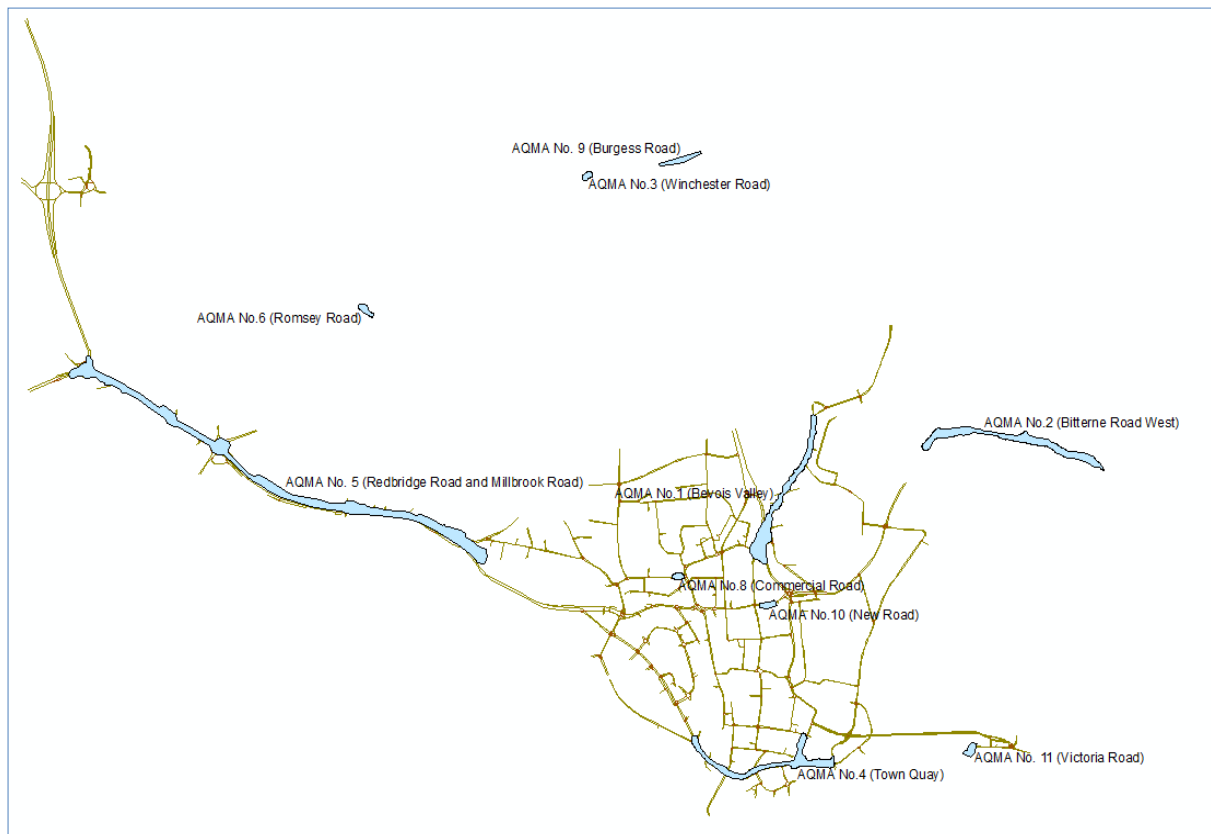 AQMA No. 9 (Burgess Road)
AQMA No.3 (Winchester Road)
AQMA No.6 (Romsey Road)
AQMA No.2 (Bitterne Road West)
AQMA No. 5 (Redbridge Road and Millbrook Road)
AQMA No.1 (Bevois Valley)
AQMA No.8 (Commercial Road)
AQMA No.10 (New Road)
AQMA No. 11 (Victoria Road)
AQMA No.4 (Town Quay)